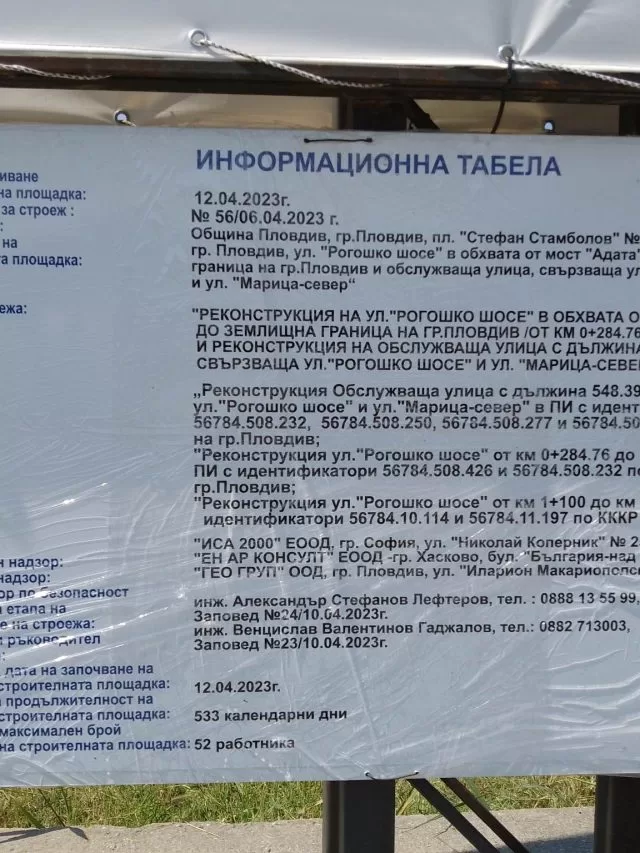 ИНФОРМАЦИОННА ТАБЕЛА
на площадка: 12.04.2023г.
за строеж : № 56/06.04.2023 г.
на Община Пловдив, гр.Пловдив, пл. "Стефан Стамболов" №
площадка: гр. Пловдив, ул. "Рогошко шосе" в обхвата от мост "Адата"
граница на гр.Пловдив и обслужваща улица, свързваща
и ул. "Марица-север"
"РЕКОНСТРУКЦИЯ НА УЛ."РОГОШКО ШОСЕ" В ОБХВАТА
ДО ЗЕМЛИЩНА ГРАНИЦА НА ГР.ПЛОВДИВ /ОТ КМ 0+284.76
И РЕКОНСТРУКЦИЯ НА ОБСЛУЖВАЩА УЛИЦА С ДЪЛЖИНА
СВЪРЗВАЩА УЛ."РОГОШКО ШОСЕ" И УЛ. "МАРИЦА-СЕВЕ
„Реконструкция Обслужваща улица с дължина 548.39
ул."Рогошко шосе" и ул."Марица-север" в ПИ с идент
56784.508.232, 56784.508.250, 56784.508.277 и 56784.50
на гр.Пловдив;
"Реконструкция ул."Рогошко шосе" от км 0+284.76 до
ПИ с идентификатори 56784.508.426 и 56784.508.232 по
гр.Пловдив;
"Реконструкция ул."Рогошко шосе" от км 1+100 до км
идентификатори 56784.10.114 и 56784.11.197 по КККР
"ИСА 2000" ЕООД, гр. София, ул. "Николай Коперник" № 2
надзор: "ЕН АР КОНСУЛТ" ЕООД -гр. Хасково, бул. "България-над
надзор: "ГЕО ГРУП" ООД, гр. Пловдив, ул. "Иларион Макариополс
по безопасност
етапа на инж. Александър Стефанов Лефтеров, тел. : 0888 13 55 99,
на строежа: Заповед №24/10.04.2023г.
ръководител инж. Венцислав Валентинов Гаджалов, тел.: 0882 713003,
Заповед №23/10.04.2023г.
дата на започване на
строителната площадка: 12.04.2023г.
продължителност на
строителната площадка: 533 календарни дни
максимален брой
на строителната площадка: 52 работника